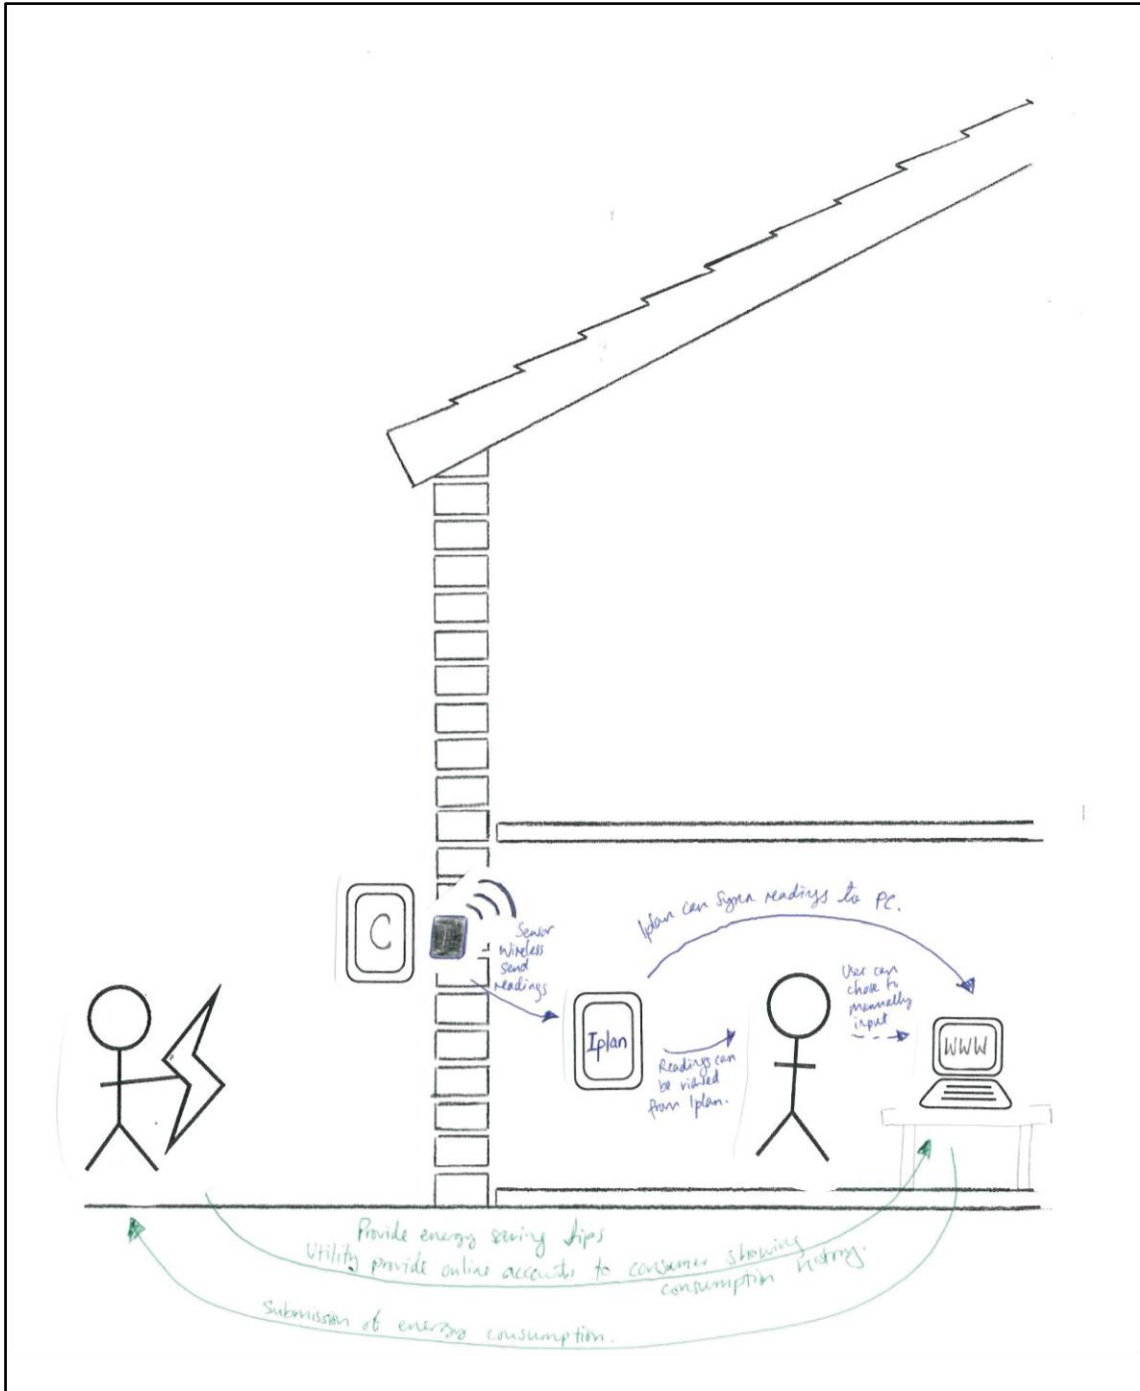 Iplan can sync readings to PC.
C
Sensor
Wireless
Send
readings
User can
chose to
manually
input
Iplan
WWW
Readings can
be viewed
from Iplan.
Provide energy saving tips
Utility provide online accounts to consumer showing
consumption history.
Submission of energy consumption.